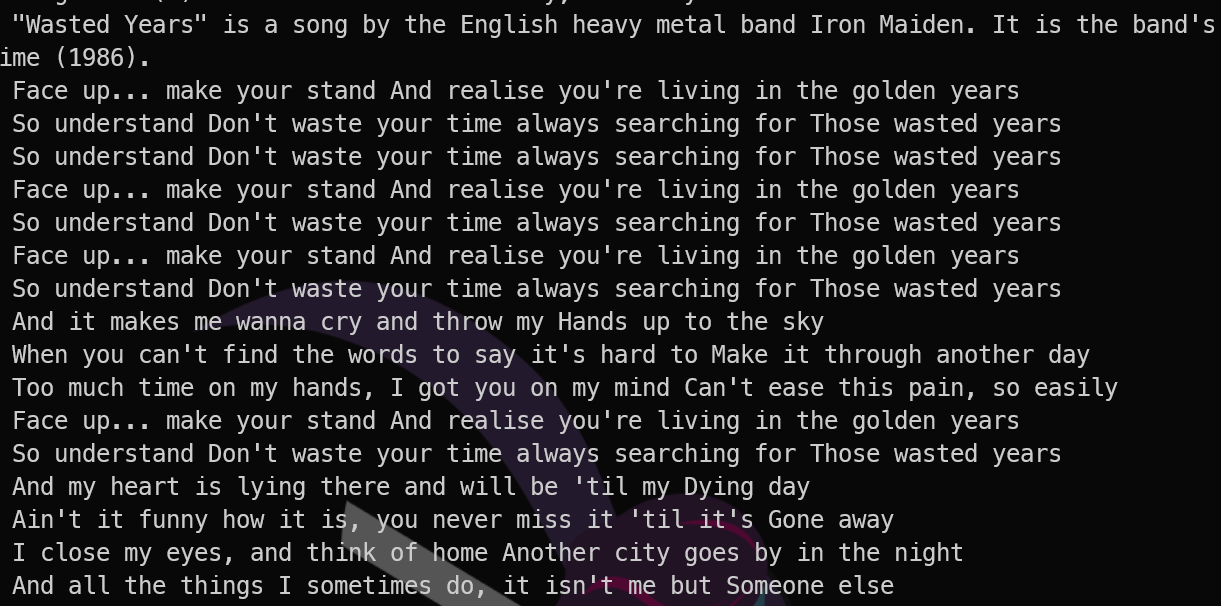 "Wasted Years" is a song by the English heavy metal band Iron Maiden. It is the band's
ime (1986).
Face up... make your stand And realise you're living in the golden years
So understand Don't waste your time always searching for Those wasted years
So understand Don't waste your time always searching for Those wasted years
Face up... make your stand And realise you're living in the golden years
So understand Don't waste your time always searching for Those wasted years
Face up... make your stand And realise you're living in the golden years
So understand Don't waste your time always searching for Those wasted years
And it makes me wanna cry and throw my Hands up to the sky
When you can't find the words to say it's hard to Make it through another day
Too much time on my hands, I got you on my mind Can't ease this pain, so easily
Face up... make your stand And realise you're living in the golden years
So understand Don't waste your time always searching for Those wasted years
And my heart is lying there and will be 'til my Dying day
Ain't it funny how it is, you never miss it 'til it's Gone away
I close my eyes, and think of home Another city goes by in the night
And all the things I sometimes do, it isn't me but Someone else